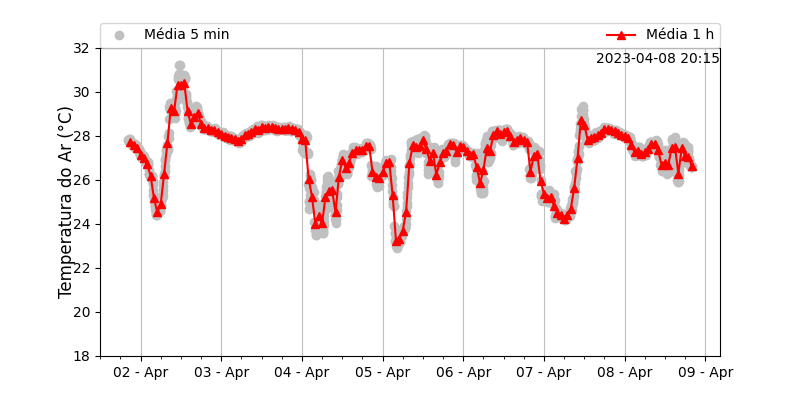 Média 5 min
Média 1 h
2023-04-08 20:15
Temperatura do Ar (°C)
32
30
28
26
24
22
20
18
02 - Apr
03 - Apr
04 - Apr
05 - Apr
06 - Apr
07 - Apr
08 - Apr
09 - Apr